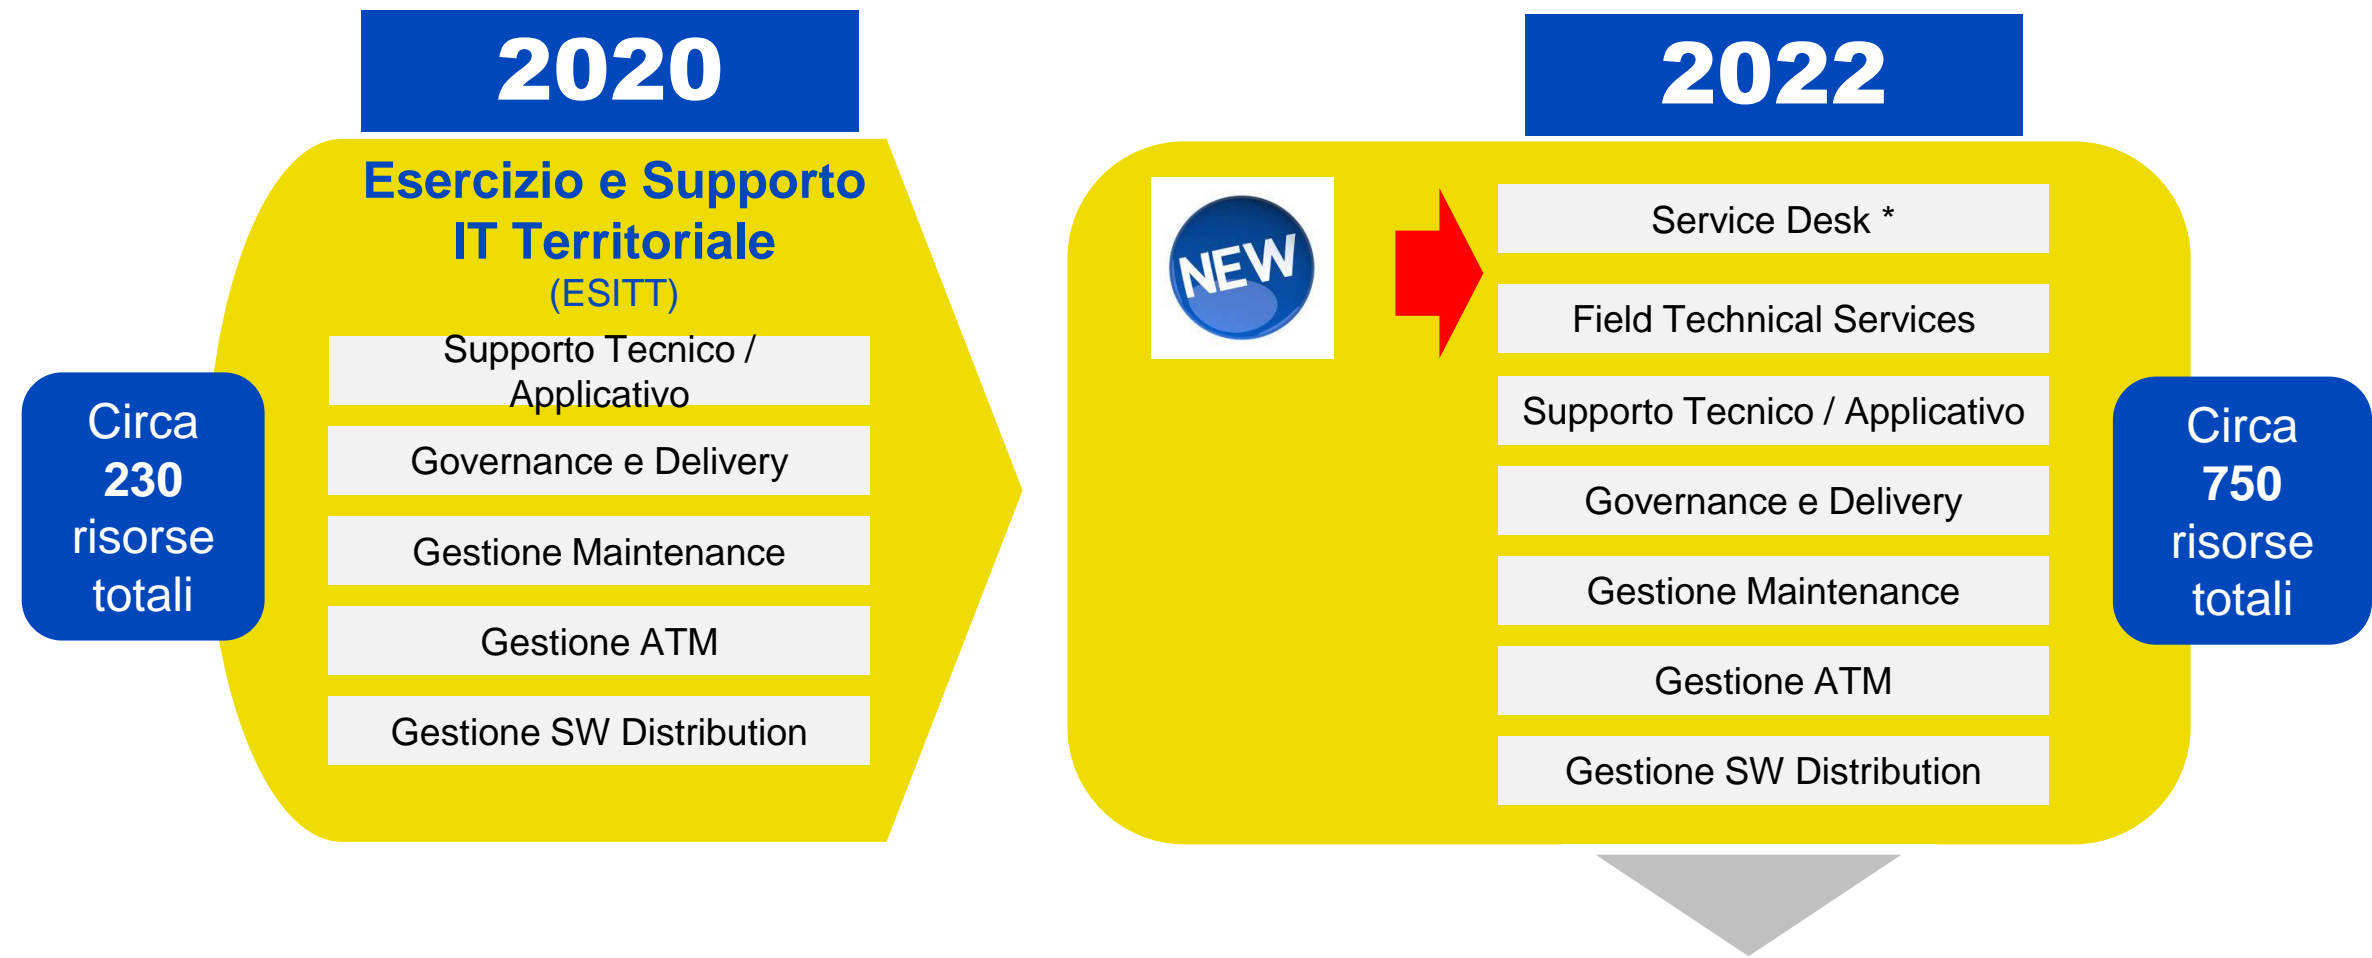 2020
Esercizio e Supporto
IT Territoriale
(ESITT)
Supporto Tecnico /
Applicativo
Governance e Delivery
Gestione Maintenance
Gestione ATM
Gestione SW Distribution
Circa
230
risorse
totali
2022
NEW
Service Desk *
Field Technical Services
Supporto Tecnico / Applicativo
Governance e Delivery
Gestione Maintenance
Gestione ATM
Gestione SW Distribution
Circa
750
risorse
totali